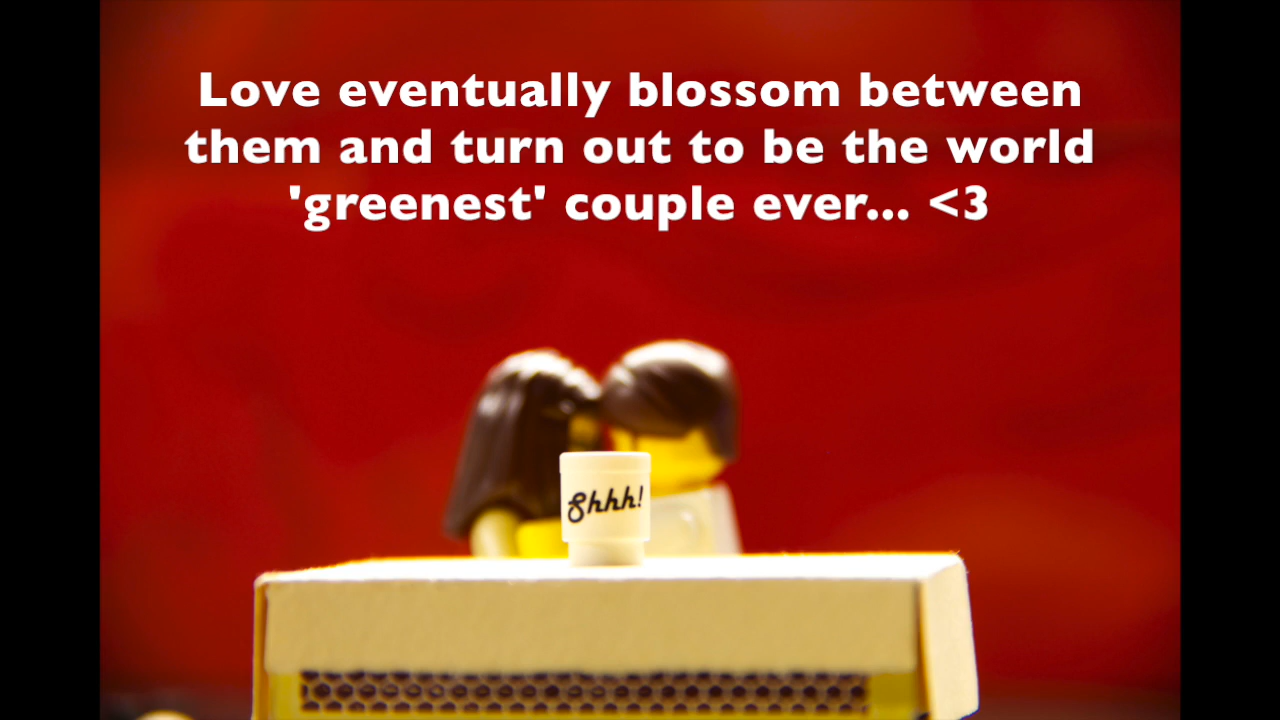 Love eventually blossom between
them and turn out to be the world
'greenest' couple ever... <3
Shhh!